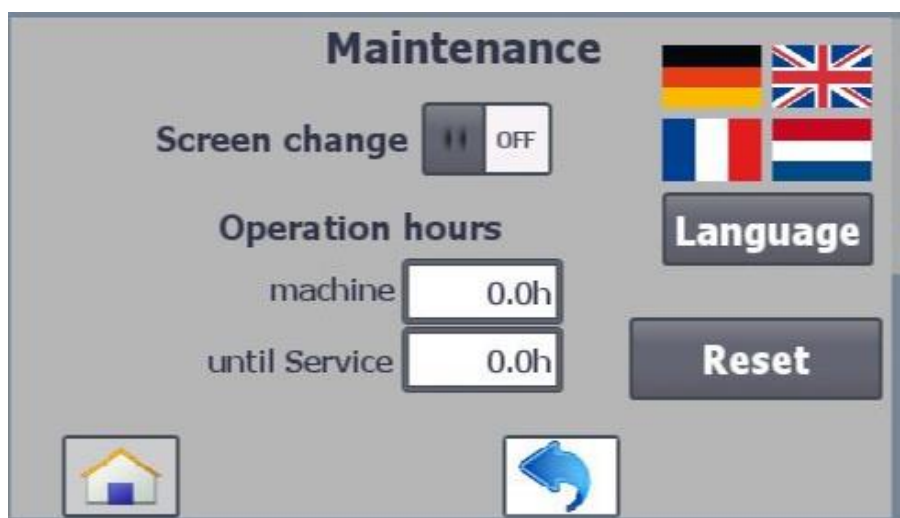 Maintenance
Screen change OFF
Language
Operation hours
machine 0.0h
until Service 0.0h
Reset